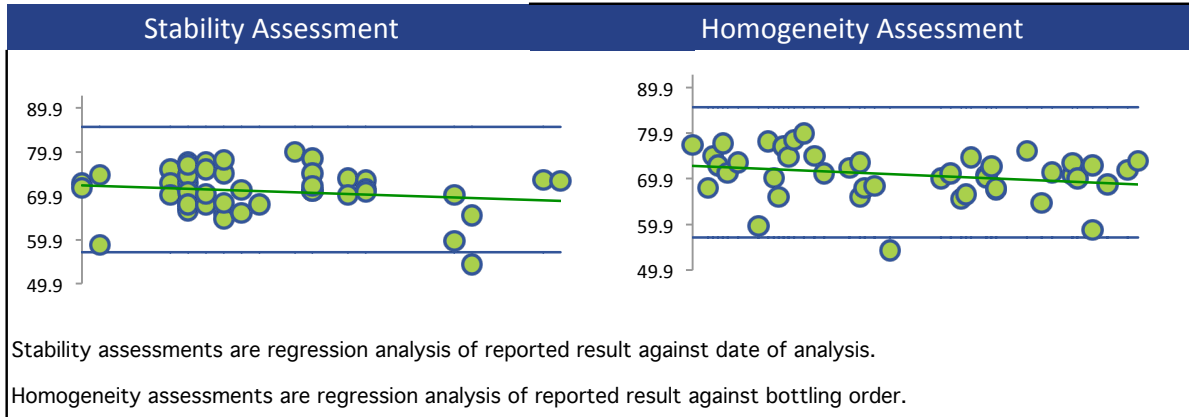 Stability Assessment
Homogeneity Assessment
89.9
79.9
69.9
59.9
49.9
89.9
79.9
69.9
59.9
49.9
Stability assessments are regression analysis of reported result against date of analysis.
Homogeneity assessments are regression analysis of reported result against bottling order.